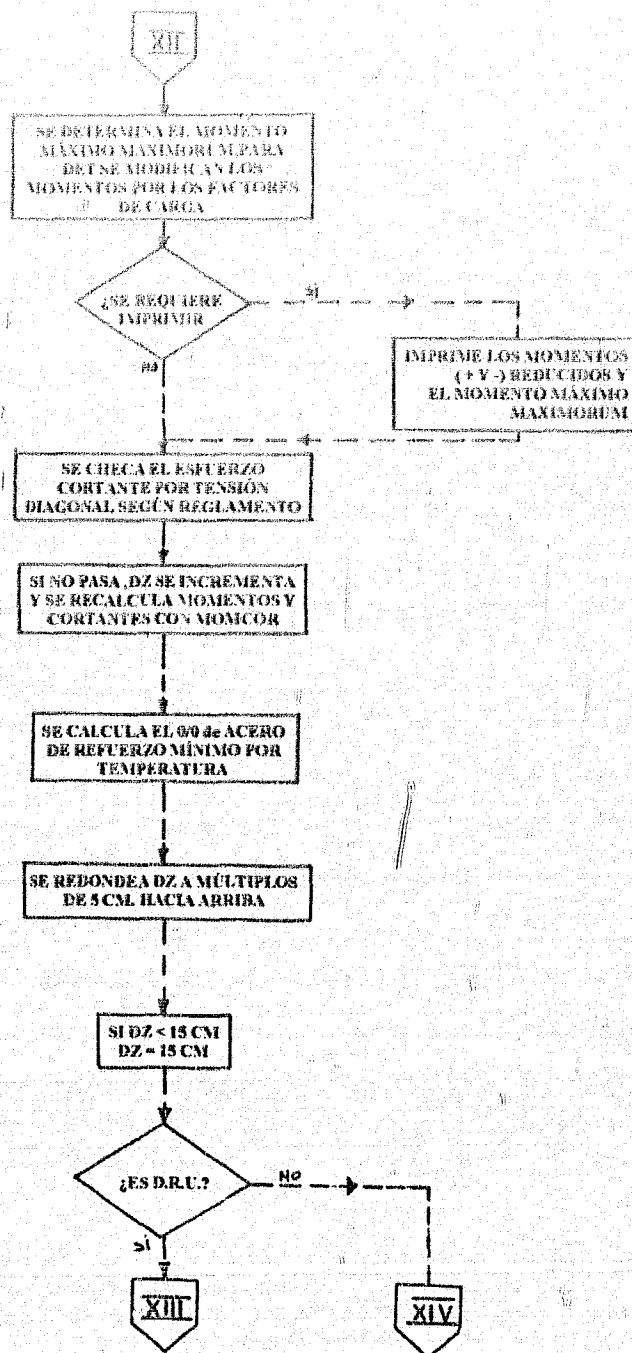 XII
SE DETERMINA EL MOMENTO
MÁXIMO MAXIMORUM.PARA
DET SE MODIFICAN LOS
MOMENTOS POR LOS FACTORES
DE CARGA
¿SE REQUIERE
IMPRIMIR
Si
NO
IMPRIME LOS MOMENTOS
( + Y -) REDUCIDOS Y
EL MOMENTO MÁXIMO
MAXIMORUM
SE CHECA EL ESFUERZO
CORTANTE POR TENSIÓN
DIAGONAL SEGÚN REGLAMENTO
SI NO PASA ,DZ SE INCREMENTA
Y SE RECALCULA MOMENTOS Y
CORTANTES CON MOMCOR
SE CALCULA EL 0/0 de ACERO
DE REFUERZO MÍNIMO POR
TEMPERATURA
SE REDONDEA DZ A MÚLTIPLOS
DE 5 CM. HACIA ARRIBA
SI DZ < 15 CM
DZ = 15 CM
¿ES D.R.U.?
NO
Si
XIII
XIV